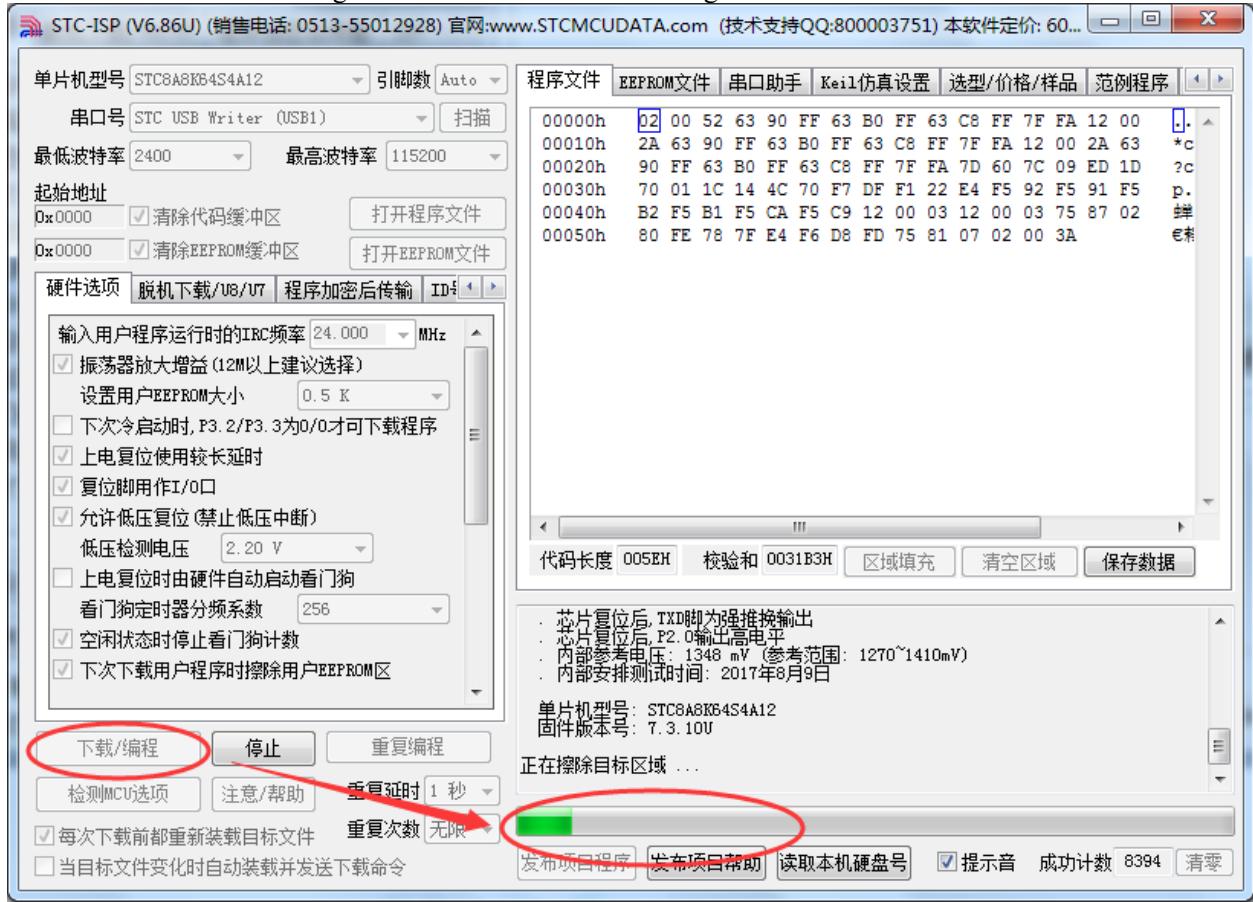 STC-ISP (V6.86U) (销售电话: 0513-55012928) 官网:www.STCMCUDATA.com (技术支持QQ:800003751) 本软件定价: 60...
单片机型号 STC8A8K64S4A12 引脚数 Auto
串口号 STC USB Writer (USB1) 扫描
最低波特率 2400 最高波特率 115200
起始地址
0x0000 清除代码缓冲区 打开程序文件
0x0000 清除EEPROM缓冲区 打开EEPROM文件
硬件选项 脱机下载/U8/U7 程序加密后传输
输入用户程序运行时的IRC频率 24.000 MHz
振荡器放大增益(12M以上建议选择)
设置用户EEPROM大小 0.5 K
下次冷启动时, P3.2/P3.3为0/0才可下载程序
上电复位使用较长延时
复位脚用作I/O口
允许低压复位(禁止低压中断)
低压检测电压 2.20 V
上电复位时由硬件自动启动看门狗
看门狗定时器分频系数 256
空闲状态时停止看门狗计数
下次下载用户程序时擦除用户EEPROM区
下载/编程 停止 重复编程
检测MCU选项 注意/帮助 重复延时 1 秒
每次下载前都重新装载目标文件 重复次数 无限
当目标文件变化时自动装载并发送下载命令
程序文件 EEPROM文件 串口助手 Keil仿真设置 选型/价格/样品 范例程序
00000h 02 00 52 63 90 FF 63 B0 FF 63 C8 FF 7F FA 12 00 ..
00010h 2A 63 90 FF 63 B0 FF 63 C8 FF 7F FA 12 00 2A 63 *c
00020h 90 FF 63 B0 FF 63 C8 FF 7F FA 7D 60 7C 09 ED 1D ?c
00030h 70 01 1C 14 4C 70 F7 DF F1 22 E4 F5 92 F5 91 F5 p.
00040h B2 F5 B1 F5 CA F5 C9 12 00 03 12 00 03 75 87 02
00050h 80 FE 78 7F E4 F6 D8 FD 75 81 07 02 00 3A
代码长度 005EH 校验和 0031B3H 区域填充 清空区域 保存数据
. 芯片复位后, TXD脚为强推挽输出
. 芯片复位后, P2.0输出高电平
. 内部参考电压: 1348 mV (参考范围: 1270~1410mV)
. 内部安排测试时间: 2017年8月9日
单片机型号: STC8A8K64S4A12
固件版本号: 7.3.10U
正在擦除目标区域 ...
发布项目程序 发布项目帮助 读取本机硬盘号 提示音 成功计数 8394 清零